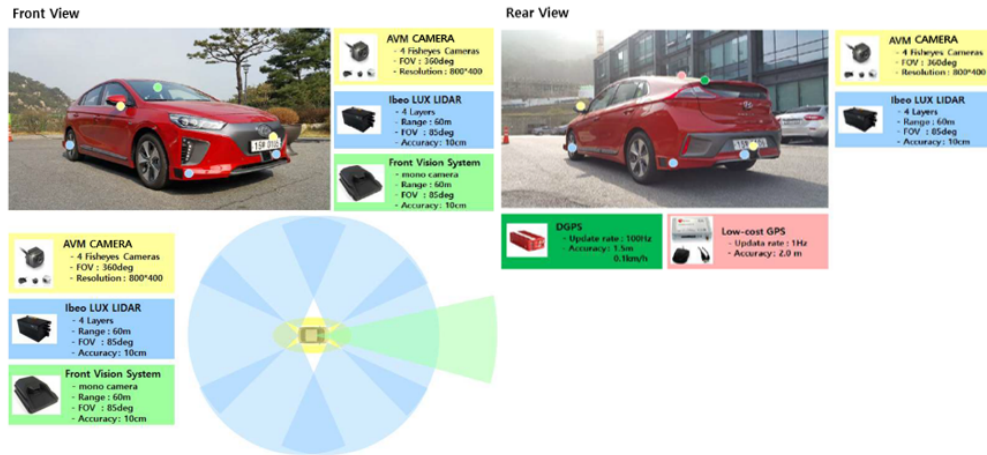 Front View
AVM CAMERA
- 4 Fisheyes Cameras
- FOV : 360deg
- Resolution : 800*400
Ibeo LUX LIDAR
- 4 Layers
- Range : 60m
- FOV : 85deg
- Accuracy : 10cm
Front Vision System
- mono camera
- Range : 60m
- FOV : 85deg
- Accuracy : 10cm
Rear View
AVM CAMERA
- 4 Fisheyes Cameras
- FOV : 360deg
- Resolution : 800*400
Ibeo LUX LIDAR
- 4 Layers
- Range : 60m
- FOV : 85deg
- Accuracy : 10cm
DGPS
- Update rate : 100Hz
- Accuracy : 1.5m
0.1km/h
Low-cost GPS
- Updata rate : 1Hz
- Accuracy : 2.0 m
AVM CAMERA
- 4 Fisheyes Cameras
- FOV : 360deg
- Resolution : 800*400
Ibeo LUX LIDAR
- 4 Layers
- Range : 60m
- FOV : 85deg
- Accuracy : 10cm
Front Vision System
- mono camera
- Range : 60m
- FOV : 85deg
- Accuracy : 10cm